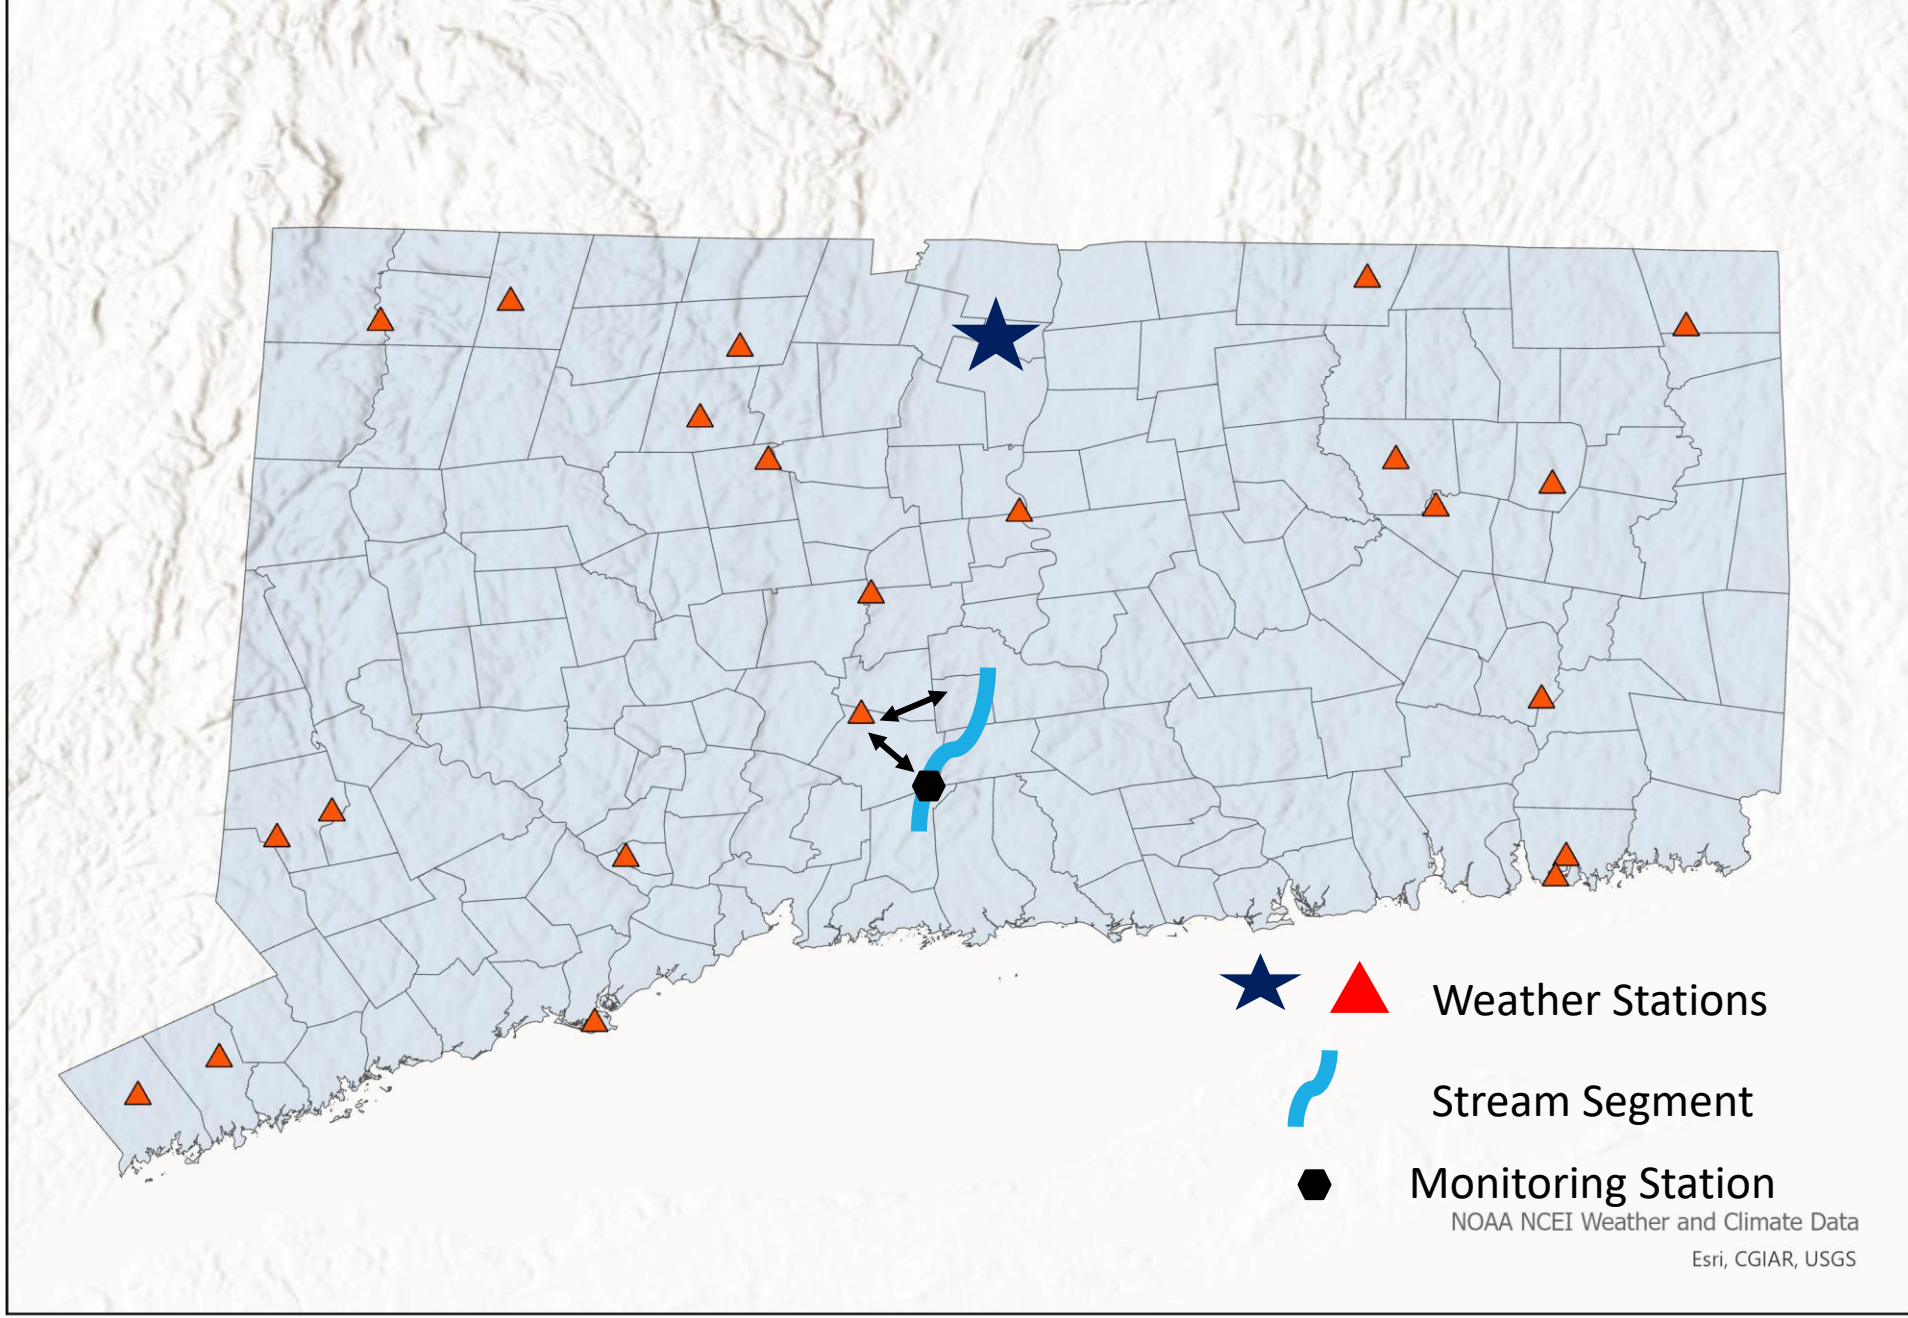 Weather Stations
Stream Segment
Monitoring Station
NOAA NCEI Weather and Climate Data
Esri, CGIAR, USGS